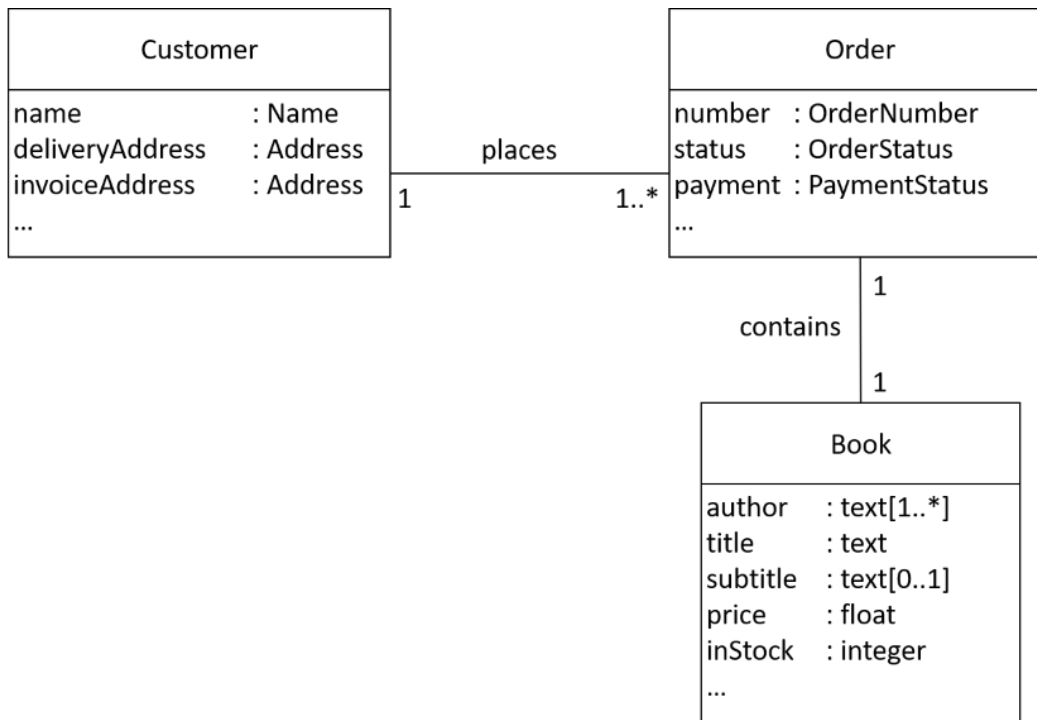 Customer
name : Name
deliveryAddress : Address
invoiceAddress : Address
...
places
1
1..*
Order
number : OrderNumber
status : OrderStatus
payment : PaymentStatus
...
1
contains
1
Book
author : text[1..*]
title : text
subtitle : text[0..1]
price : float
inStock : integer
...